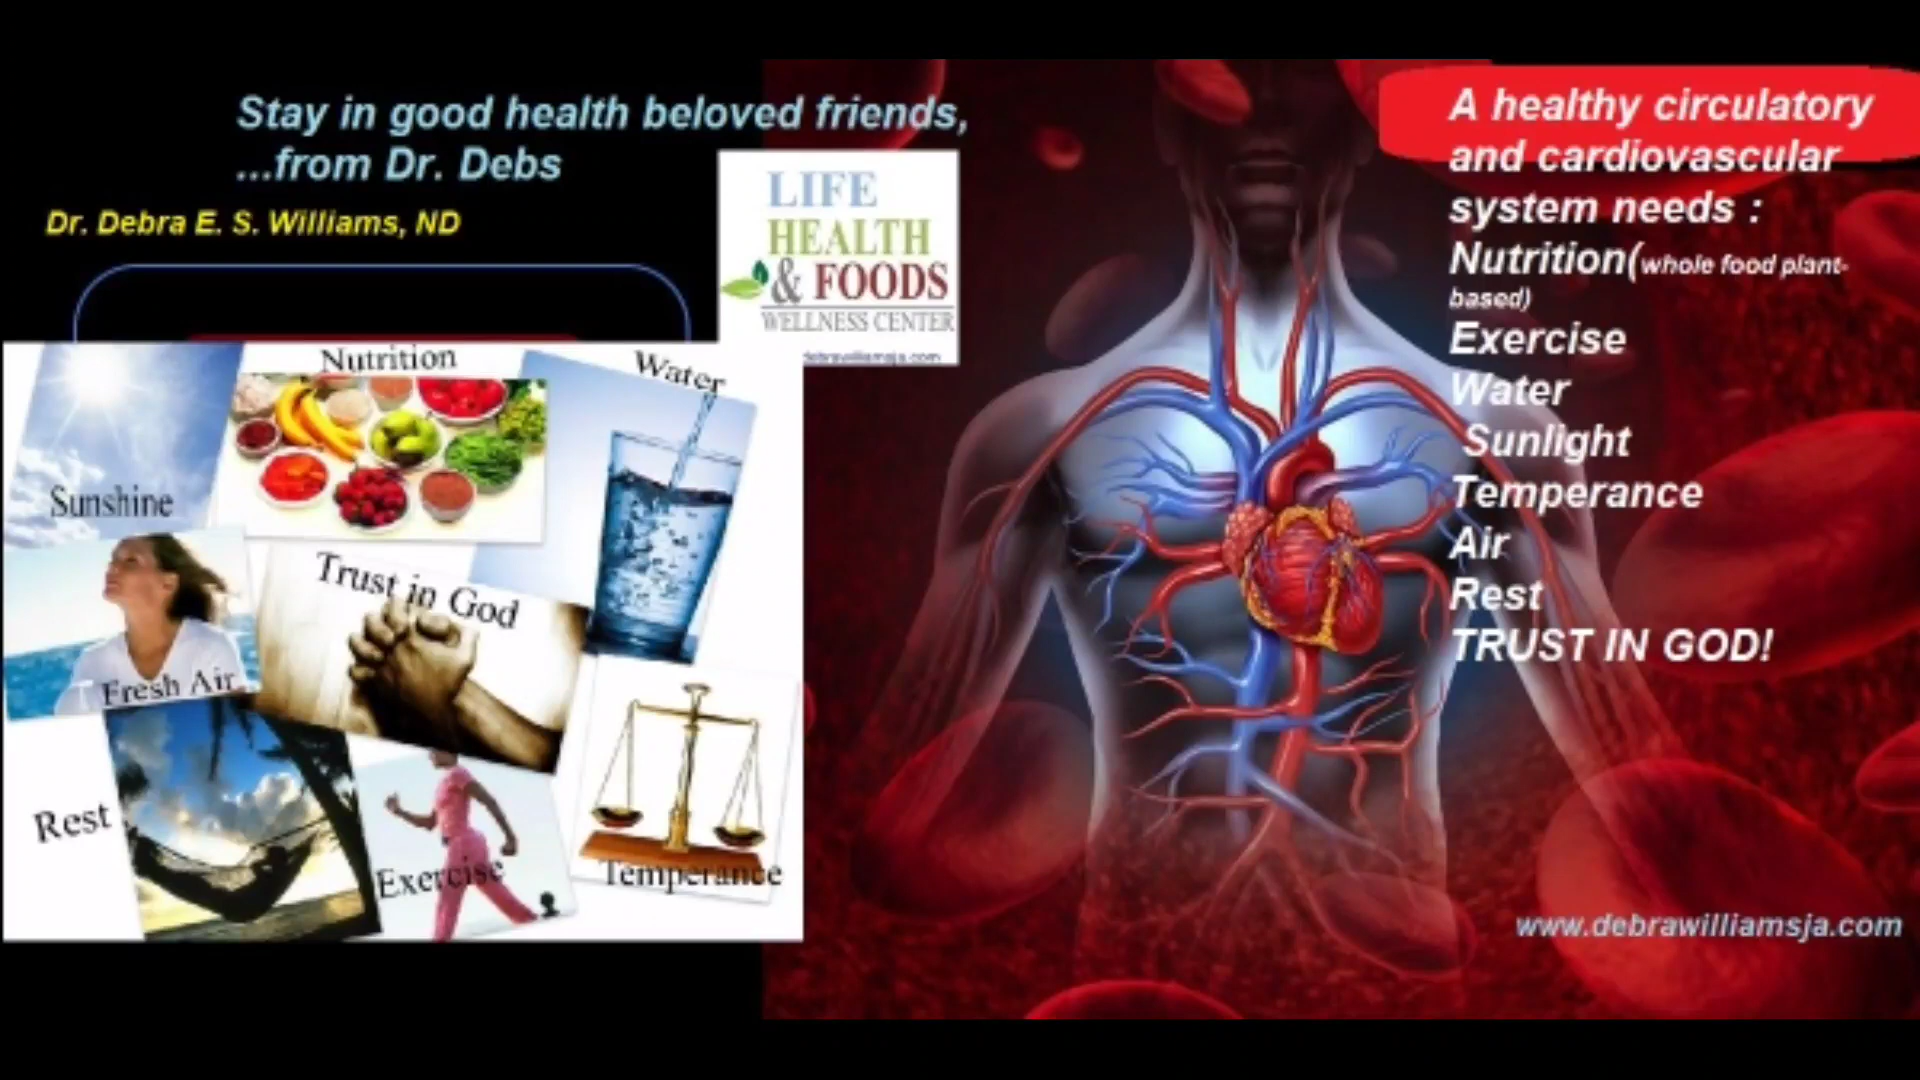 Stay in good health beloved friends,
...from Dr. Debs
Dr. Debra E. S. Williams, ND
LIFE
HEALTH
& FOODS
WELLNESS CENTER
debrawilliamsja.com
Sunshine
Nutrition
Water
Trust in God
Fresh Air
Rest
Exercise
Temperance
A healthy circulatory
and cardiovascular
system needs :
Nutrition(whole food plant-
based)
Exercise
Water
Sunlight
Temperance
Air
Rest
TRUST IN GOD!
www.debrawilliamsja.com